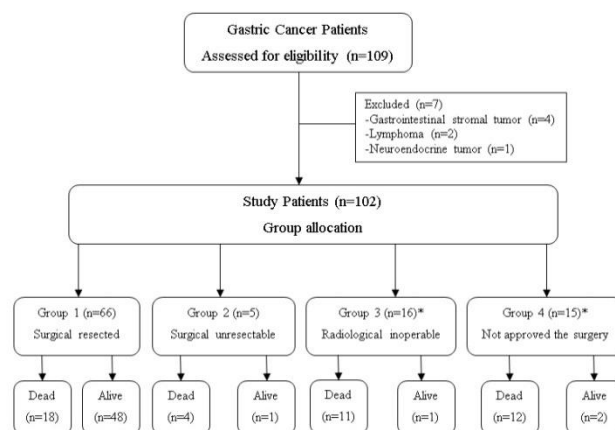 Gastric Cancer Patients
Assessed for eligibility (n=109)
Excluded (n=7)
-Gastrointestinal stromal tumor (n=4)
-Lymphoma (n=2)
-Neuroendocrine tumor (n=1)
Study Patients (n=102)
Group allocation
Group 1 (n=66)
Surgical resected
Group 2 (n=5)
Surgical unresectable
Group 3 (n=16)*
Radiological inoperable
Group 4 (n=15)*
Not approved the surgery
Dead
(n=18)
Alive
(n=48)
Dead
(n=4)
Alive
(n=1)
Dead
(n=11)
Alive
(n=1)
Dead
(n=12)
Alive
(n=2)